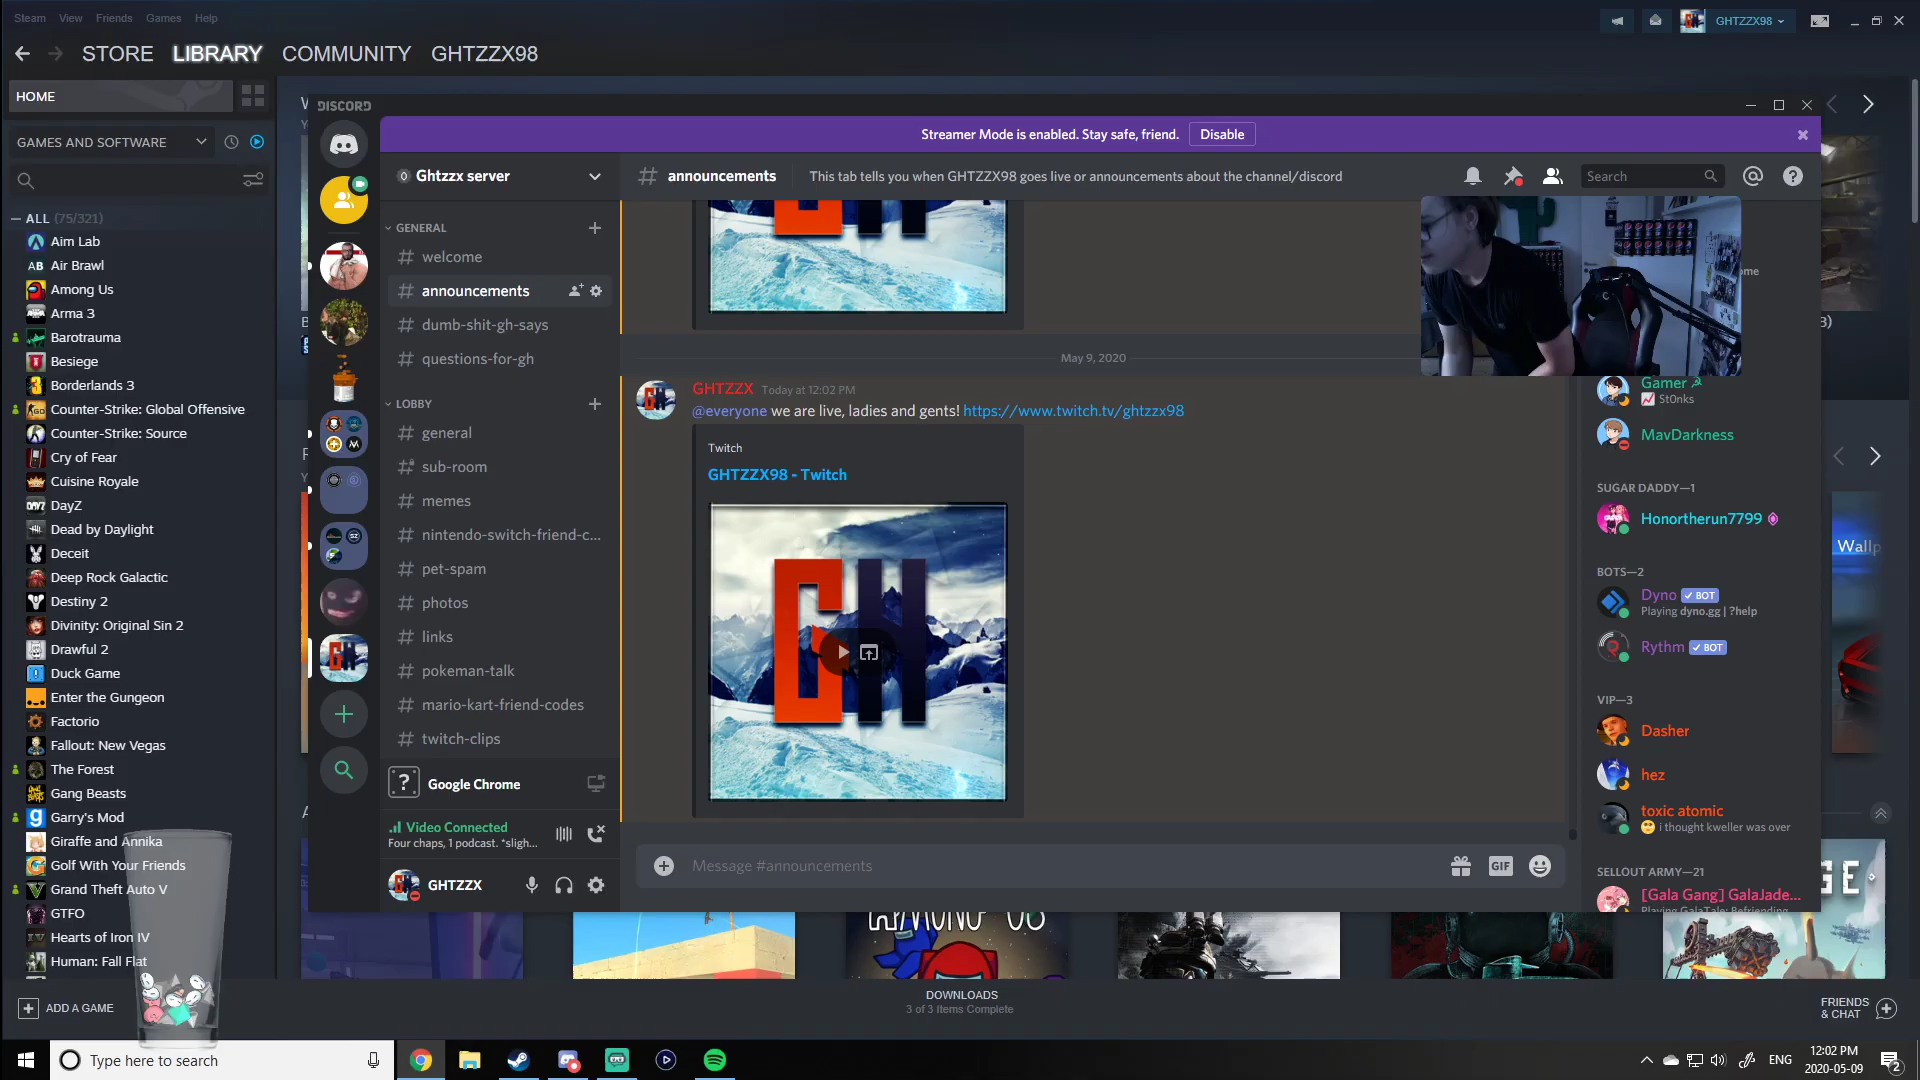 Steam View Friends Games Help
GHTZZX98
STORE LIBRARY COMMUNITY GHTZZX98
HOME
GAMES AND SOFTWARE
ALL (75/321)
Aim Lab
Air Brawl
Among Us
Arma 3
Barotrauma
Besiege
Borderlands 3
Counter-Strike: Global Offensive
Counter-Strike: Source
Cry of Fear
Cuisine Royale
DayZ
Dead by Daylight
Deceit
Deep Rock Galactic
Destiny 2
Divinity: Original Sin 2
Drawful 2
Duck Game
Enter the Gungeon
Factorio
Fallout: New Vegas
The Forest
Gang Beasts
Garry's Mod
Giraffe and Annika
Golf With Your Friends
Grand Theft Auto V
GTFO
Hearts of Iron IV
Human: Fall Flat
ADD A GAME
DISCORD
Streamer Mode is enabled. Stay safe, friend. Disable
Ghtzzx server
# announcements This tab tells you when GHTZZX98 goes live or announcements about the channel/discord
Search
GENERAL
# welcome
# announcements
# dumb-shit-gh-says
# questions-for-gh
LOBBY
# general
# sub-room
# memes
# nintendo-switch-friend-c...
# pet-spam
# photos
# links
# pokeman-talk
# mario-kart-friend-codes
# twitch-clips
? Google Chrome
Video Connected
Four chaps, 1 podcast. *sligh...
GHTZZX
May 9, 2020
GHTZZX Today at 12:02 PM
@everyone we are live, ladies and gents! https://www.twitch.tv/ghtzzx98
Twitch
GHTZZX98 - Twitch
GH
Message #announcements
GIF
Gamer
St0nks
MavDarkness
SUGAR DADDY—1
Honortherun7799
BOTS—2
Dyno BOT
Playing dyno.gg | ?help
Rythm BOT
VIP—3
Dasher
hez
toxic atomic
i thought kweller was over
SELLOUT ARMY—21
[Gala Gang] GalaJade...
Playing GalaTale: Befriending
Wallp
AMONG US
DOWNLOADS
3 of 3 Items Complete
FRIENDS
& CHAT
Type here to search
ENG
12:02 PM
2020-05-09
2